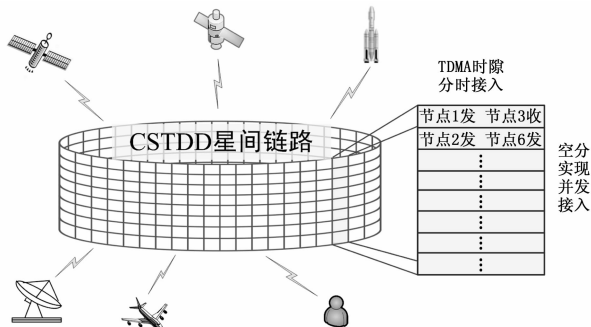 TDMA时隙
分时接入
CSTDD星间链路
节点1发 节点3收
节点2发 节点6发
空分
实现
并发
接入